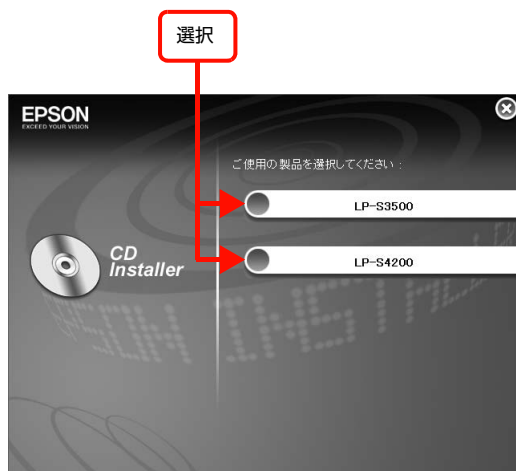 選択
EPSON
EXCEED YOUR VISION
ご使用の製品を選択してください :
LP-S3500
CD
Installer
LP-S4200